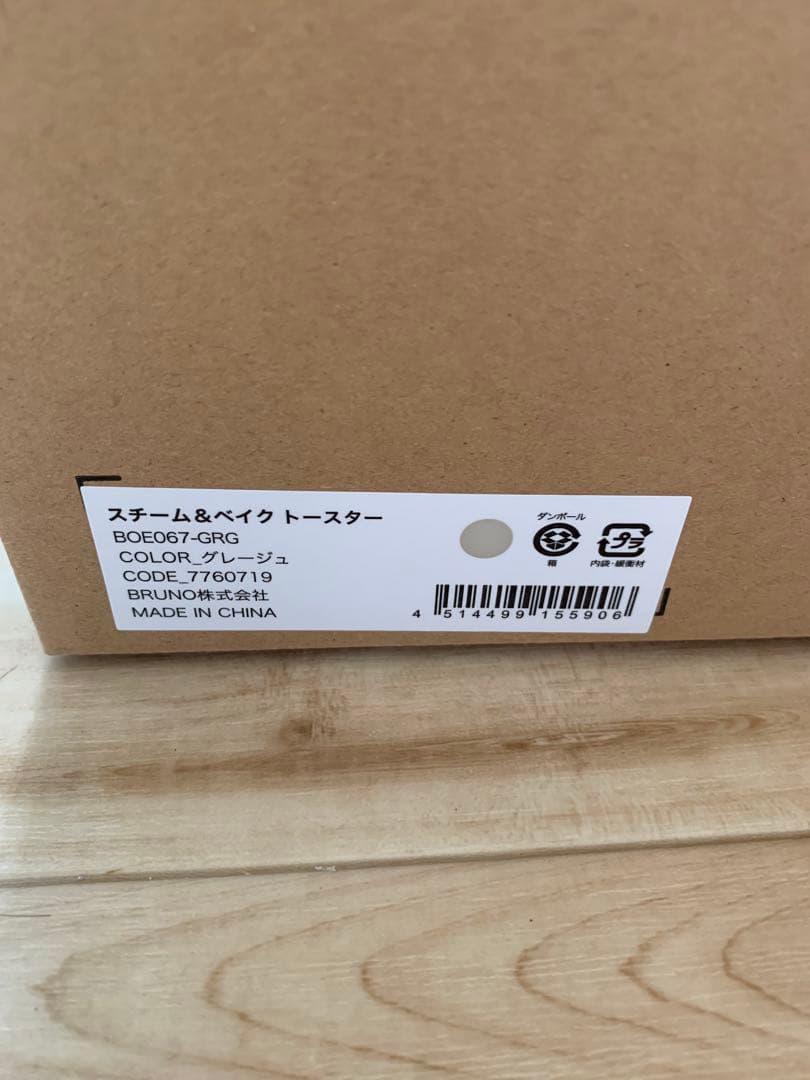 スチーム&ベイク トースター
BOE067-GRG
COLOR_グレージュ
CODE_7760719
BRUNO株式会社
MADE IN CHINA
ダンボール
箱
プラ
内袋・緩衝材
4 514499 155906